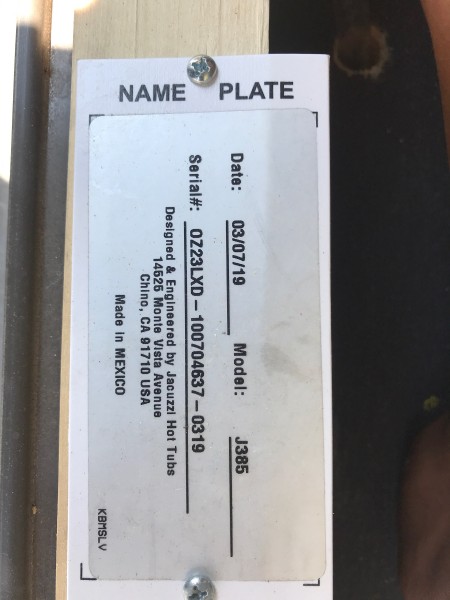 NAME PLATE
Date: 03/07/19 Model: J385
Serial#: 0Z23LXD-100704637-0319
Designed & Engineered by Jacuzzi Hot Tubs
14525 Monte Vista Avenue
Chino, CA 91710 USA
Made in MEXICO
KBMSLV